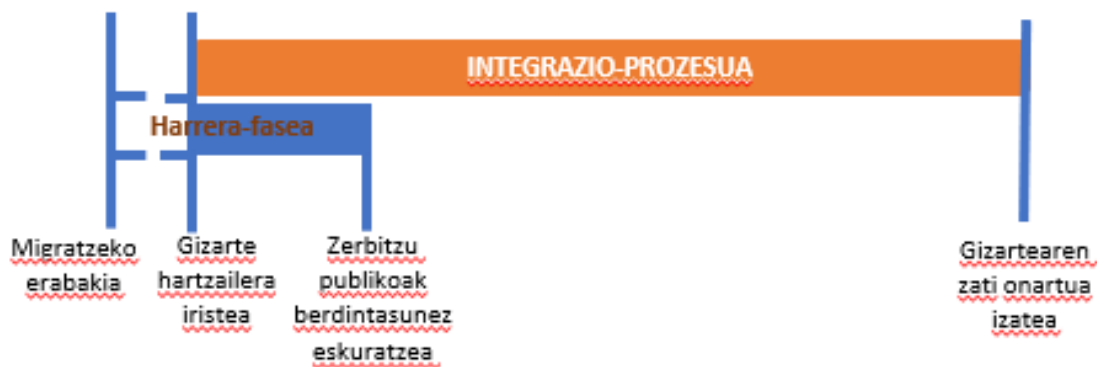 INTEGRAZIO-PROZESUA
Harrera-fasea
Migratzeko
erabakia
Gizarte
hartzailera
iristea
Zerbitzu
publikoak
berdintasunez
eskuratzea
Gizartearen
zati onartua
izatea